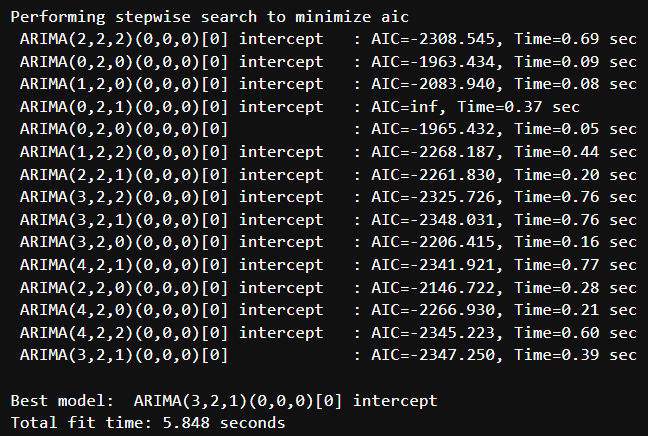 Performing stepwise search to minimize aic
ARIMA(2,2,2)(0,0,0)[0] intercept   : AIC=-2308.545, Time=0.69 sec
ARIMA(0,2,0)(0,0,0)[0] intercept   : AIC=-1963.434, Time=0.09 sec
ARIMA(1,2,0)(0,0,0)[0] intercept   : AIC=-2083.940, Time=0.08 sec
ARIMA(0,2,1)(0,0,0)[0] intercept   : AIC=inf, Time=0.37 sec
ARIMA(0,2,0)(0,0,0)[0]             : AIC=-1965.432, Time=0.05 sec
ARIMA(1,2,2)(0,0,0)[0] intercept   : AIC=-2268.187, Time=0.44 sec
ARIMA(2,2,1)(0,0,0)[0] intercept   : AIC=-2261.830, Time=0.20 sec
ARIMA(3,2,2)(0,0,0)[0] intercept   : AIC=-2325.726, Time=0.76 sec
ARIMA(3,2,1)(0,0,0)[0] intercept   : AIC=-2348.031, Time=0.76 sec
ARIMA(3,2,0)(0,0,0)[0] intercept   : AIC=-2206.415, Time=0.16 sec
ARIMA(4,2,1)(0,0,0)[0] intercept   : AIC=-2341.921, Time=0.77 sec
ARIMA(2,2,0)(0,0,0)[0] intercept   : AIC=-2146.722, Time=0.28 sec
ARIMA(4,2,0)(0,0,0)[0] intercept   : AIC=-2266.930, Time=0.21 sec
ARIMA(4,2,2)(0,0,0)[0] intercept   : AIC=-2345.223, Time=0.60 sec
ARIMA(3,2,1)(0,0,0)[0]             : AIC=-2347.250, Time=0.39 sec
Best model:  ARIMA(3,2,1)(0,0,0)[0] intercept
Total fit time: 5.848 seconds